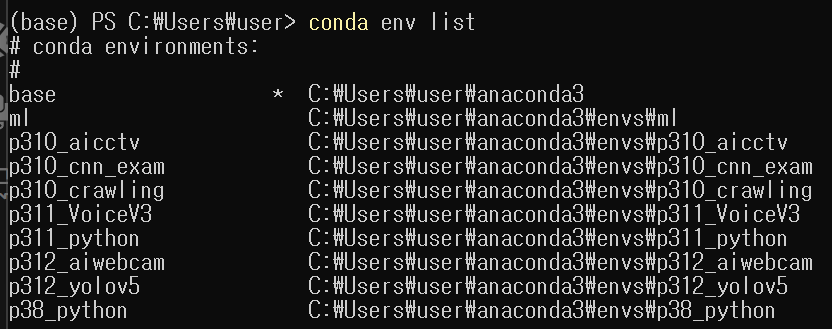 (base) PS C:₩Users₩user> conda env list
# conda environments:
#
base * C:₩Users₩user₩anaconda3
ml C:₩Users₩user₩anaconda3₩envs₩ml
p310_aicctv C:₩Users₩user₩anaconda3₩envs₩p310_aicctv
p310_cnn_exam C:₩Users₩user₩anaconda3₩envs₩p310_cnn_exam
p310_crawling C:₩Users₩user₩anaconda3₩envs₩p310_crawling
p311_VoiceV3 C:₩Users₩user₩anaconda3₩envs₩p311_VoiceV3
p311_python C:₩Users₩user₩anaconda3₩envs₩p311_python
p312_aiwebcam C:₩Users₩user₩anaconda3₩envs₩p312_aiwebcam
p312_yolov5 C:₩Users₩user₩anaconda3₩envs₩p312_yolov5
p38_python C:₩Users₩user₩anaconda3₩envs₩p38_python